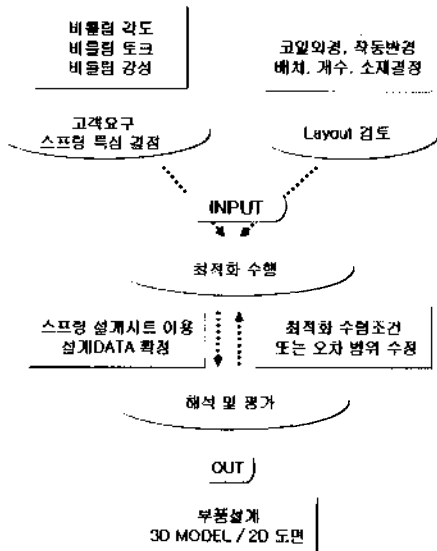 비틀림 각도
비틀림 토크
비틀림 강성
코일외경, 작동반경
배치, 개수, 소재결정
고객요구
스프링 특성 결정
Layout 검토
INPUT
최적화 수행
스프링 설계시트 이용
설계DATA 확정
최적화 수렴조건
또는 오차 범위 수정
해석 및 평가
OUT
부품설계
3D MODEL / 2D 도면